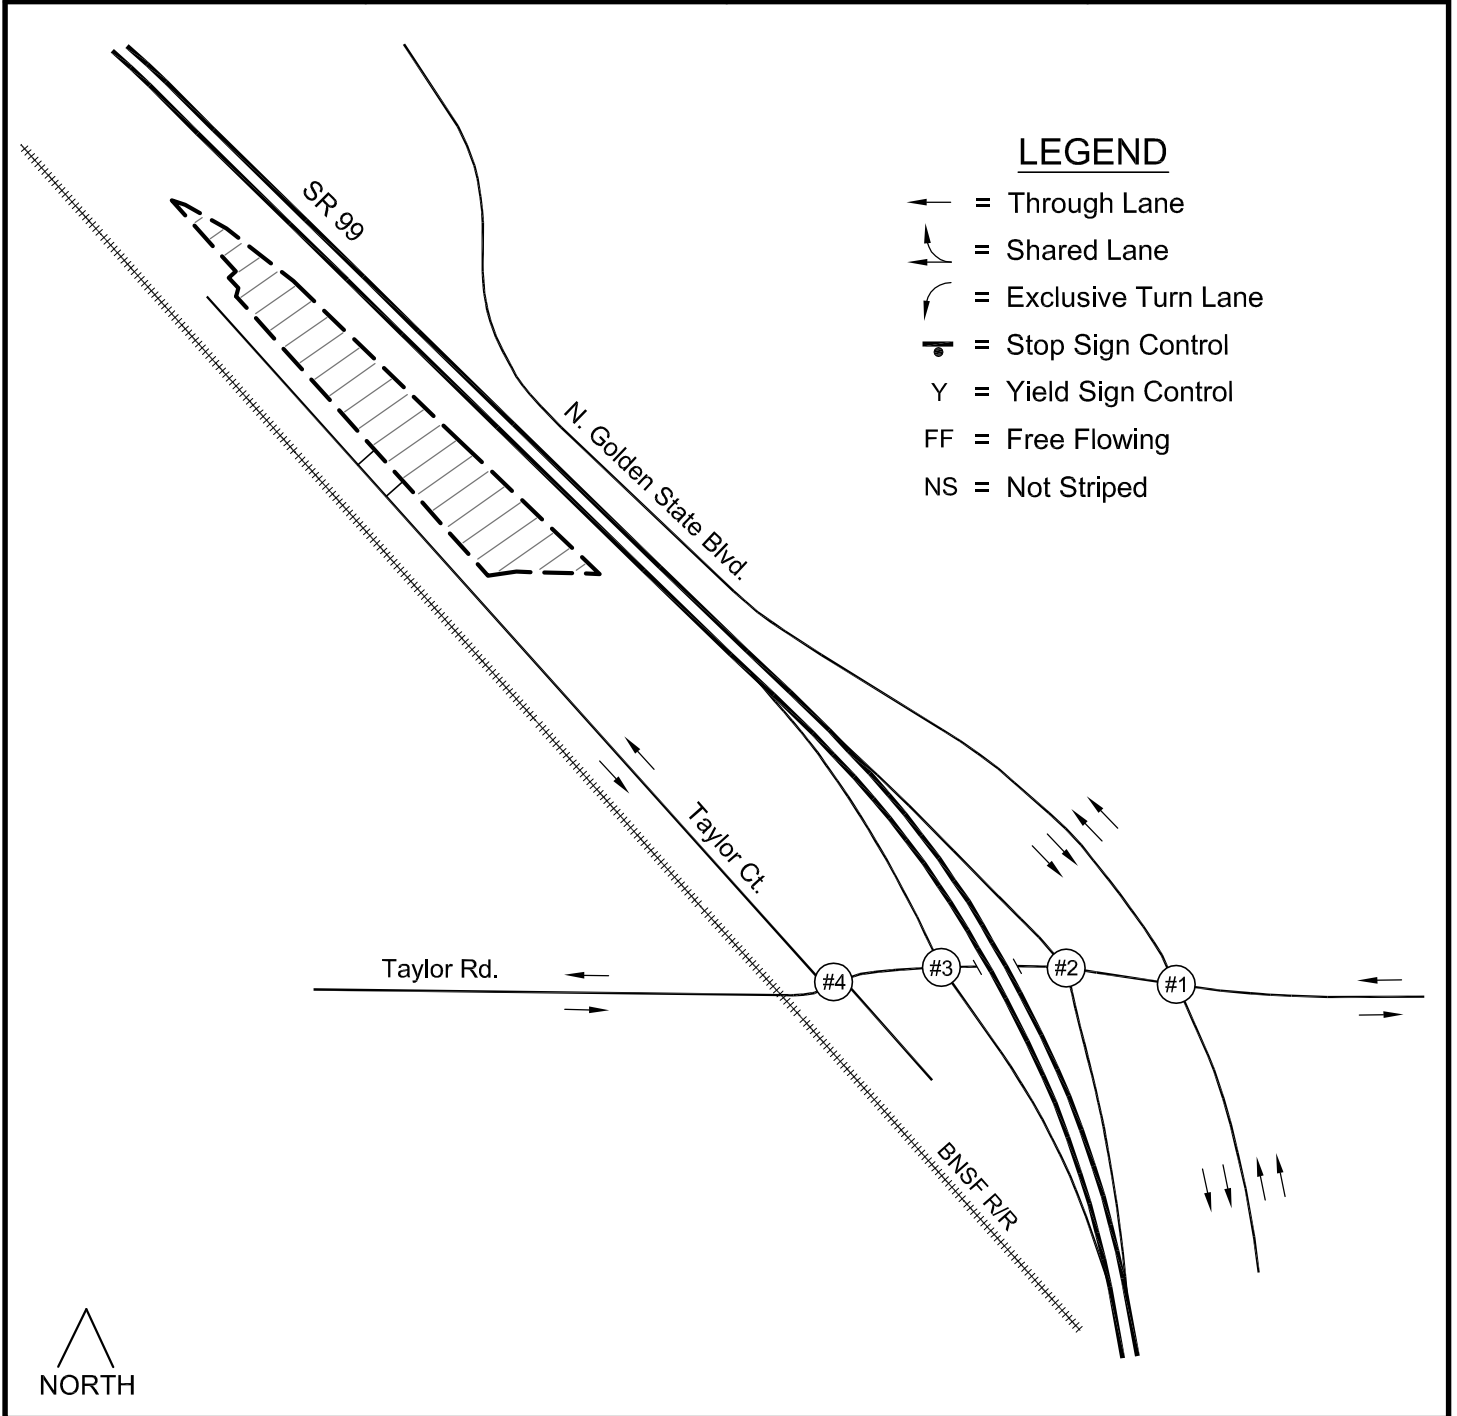 LEGEND
= Through Lane
= Shared Lane
= Exclusive Turn Lane
= Stop Sign Control
Y = Yield Sign Control
FF = Free Flowing
NS = Not Striped
SR 99
N. Golden State Blvd.
Taylor Ct.
Taylor Rd.
#4
#3
#2
#1
BNSF R/R
NORTH